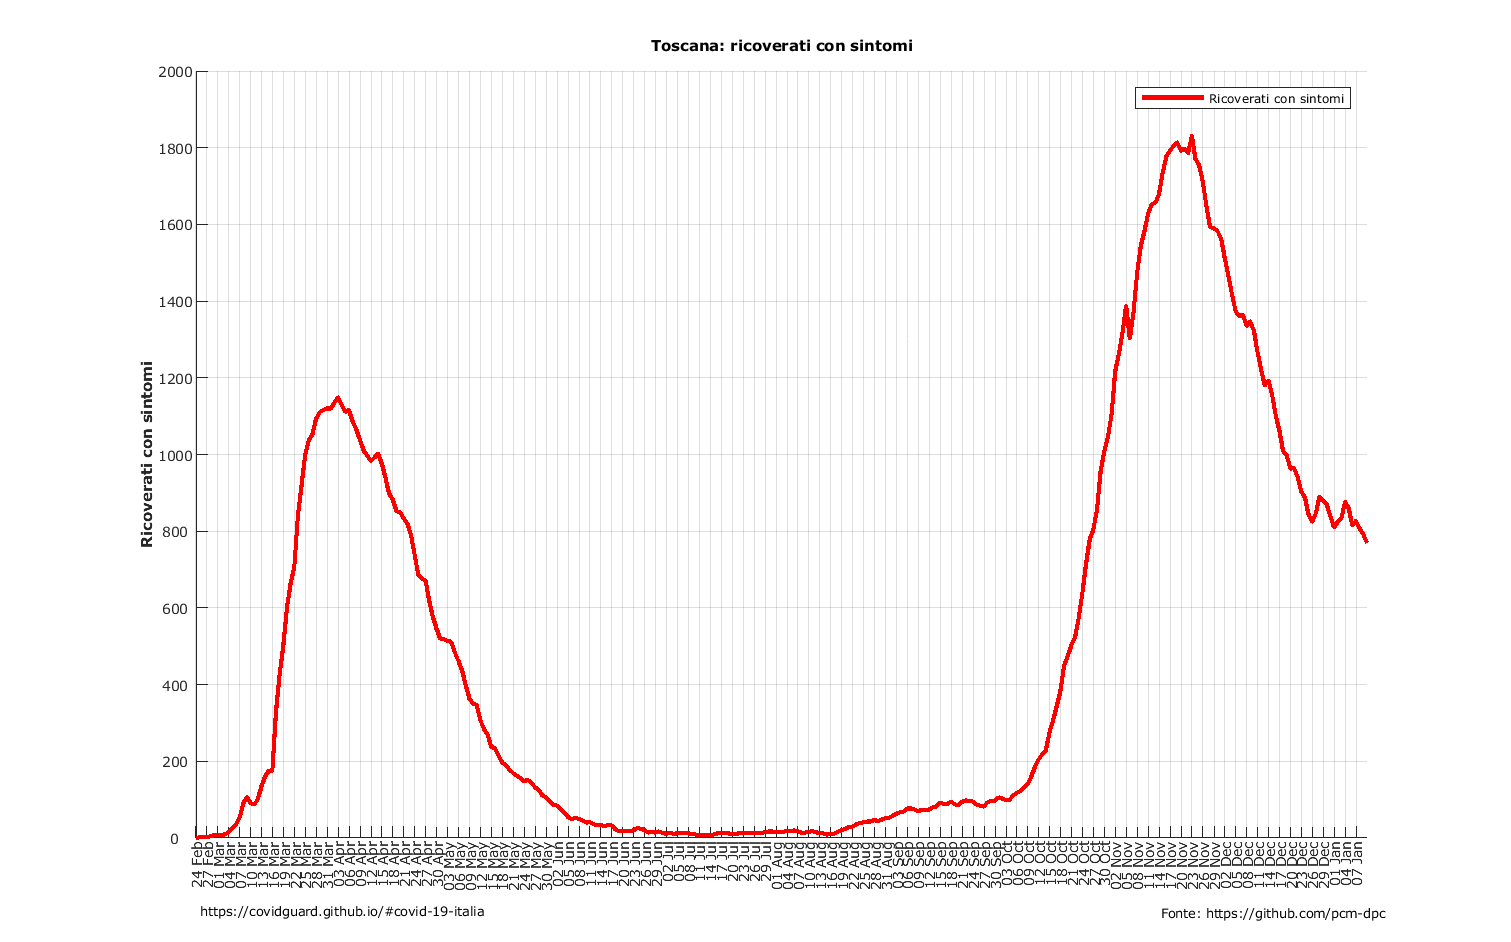 Toscana: ricoverati con sintomi
Ricoverati con sintomi
2000
1800
1600
1400
1200
1000
800
600
400
200
0
Ricoverati con sintomi
24 Feb
27 Feb
01 Mar
04 Mar
07 Mar
10 Mar
13 Mar
16 Mar
19 Mar
22 Mar
25 Mar
28 Mar
31 Mar
03 Apr
06 Apr
09 Apr
12 Apr
15 Apr
18 Apr
21 Apr
24 Apr
27 Apr
30 Apr
03 May
06 May
09 May
12 May
15 May
18 May
21 May
24 May
27 May
30 May
02 Jun
05 Jun
08 Jun
11 Jun
14 Jun
17 Jun
20 Jun
23 Jun
26 Jun
29 Jun
02 Jul
05 Jul
08 Jul
11 Jul
14 Jul
17 Jul
20 Jul
23 Jul
26 Jul
29 Jul
01 Aug
04 Aug
07 Aug
10 Aug
13 Aug
16 Aug
19 Aug
22 Aug
25 Aug
28 Aug
31 Aug
03 Sep
06 Sep
09 Sep
12 Sep
15 Sep
18 Sep
21 Sep
24 Sep
27 Sep
30 Sep
03 Oct
06 Oct
09 Oct
12 Oct
15 Oct
18 Oct
21 Oct
24 Oct
27 Oct
30 Oct
02 Nov
05 Nov
08 Nov
11 Nov
14 Nov
17 Nov
20 Nov
23 Nov
26 Nov
29 Nov
02 Dec
05 Dec
08 Dec
11 Dec
14 Dec
17 Dec
20 Dec
23 Dec
26 Dec
29 Dec
01 Jan
04 Jan
07 Jan
https://covidguard.github.io/#covid-19-italia
Fonte: https://github.com/pcm-dpc